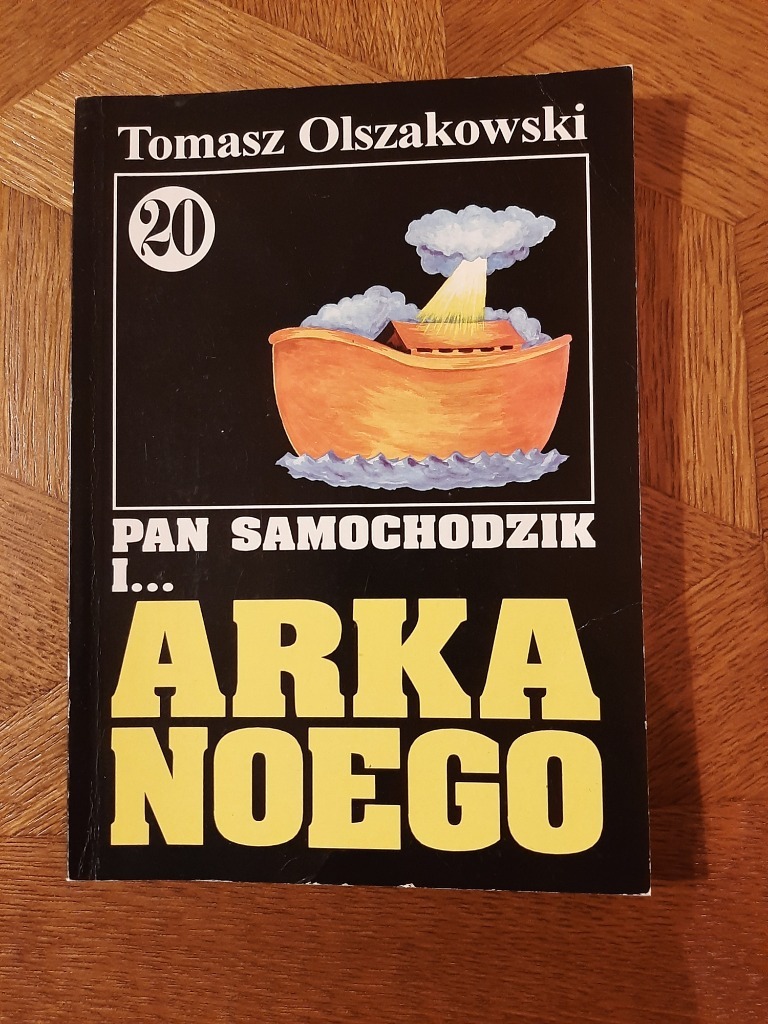 Tomasz Olszakowski
20
PAN SAMOCHODZIK
I...
ARKA
NOEGO